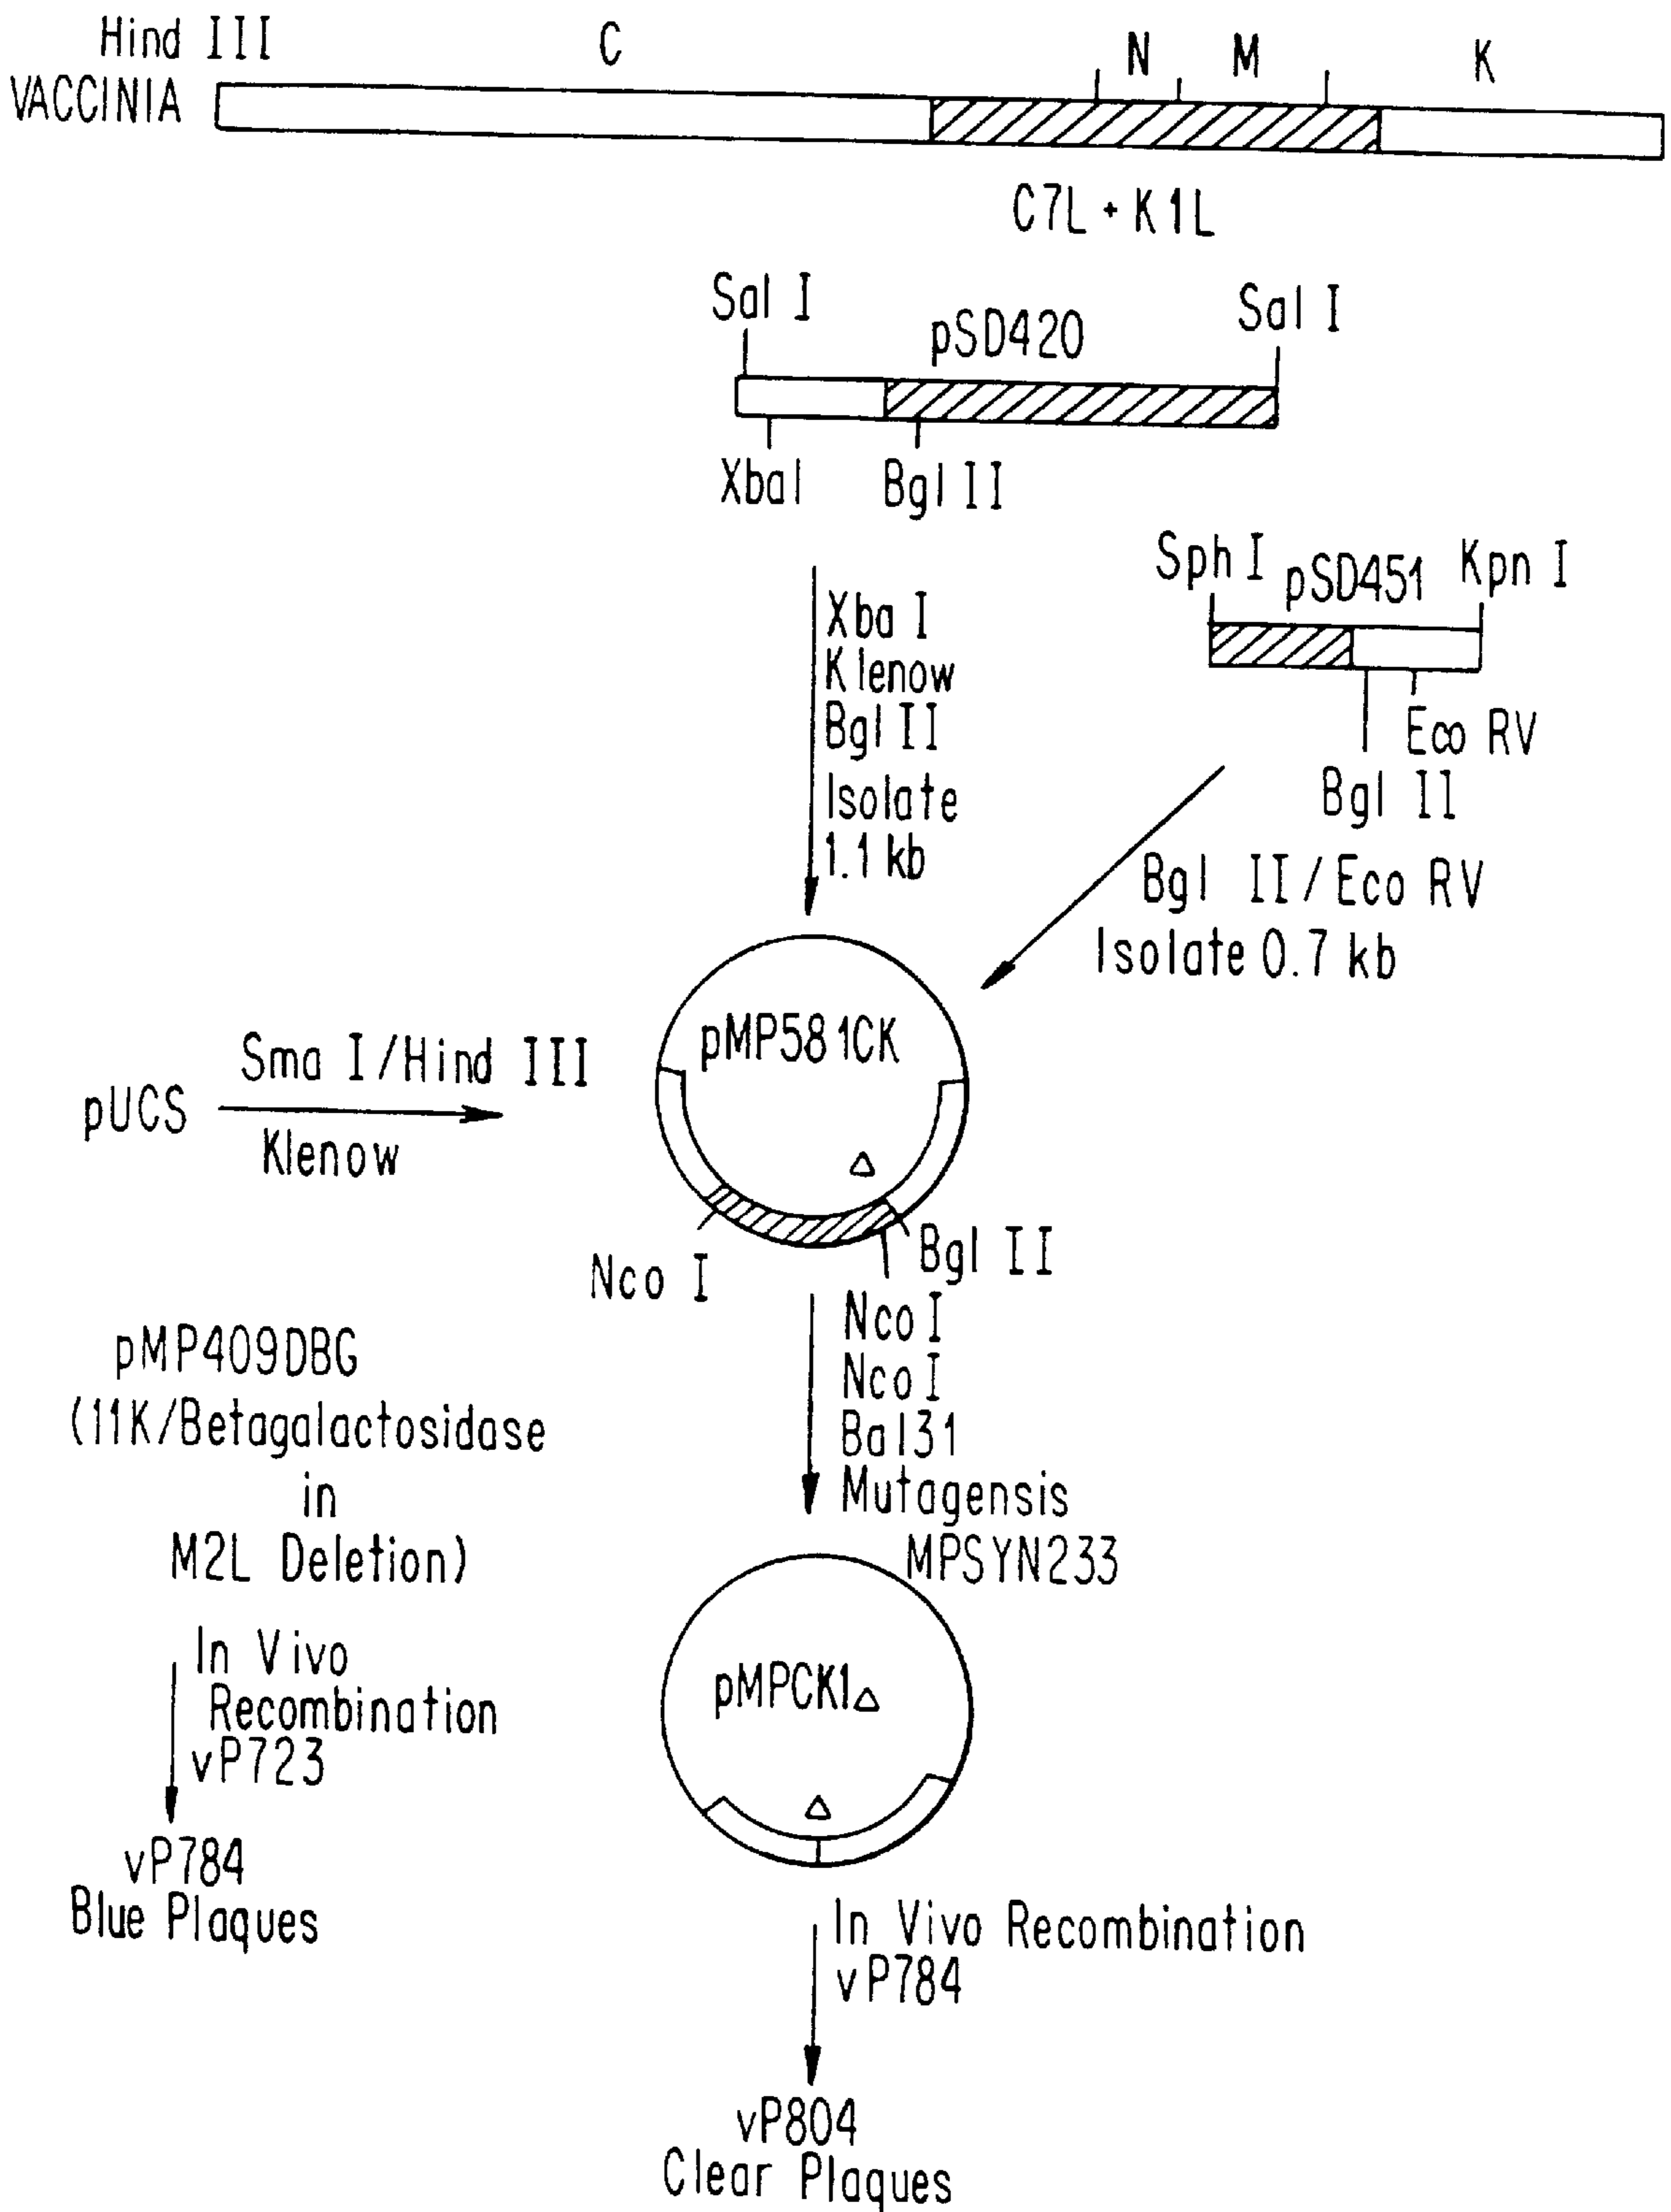 Hind III
C
N
M
K
VACCINIA
C7L + K1L
Sal I
pSD420
Sal I
XbaI
Bgl II
Sph I
pSD451
Kpn I
Eco RV
Bgl II
Xba I
Klenow
Bgl II
Isolate
1.1 kb
Bgl II / Eco RV
Isolate 0.7 kb
pUCS
Sma I / Hind III
Klenow
pMP581CK
Δ
Nco I
Bgl II
Nco I
Nco I
Bal31
Mutagensis
MPSYN233
pMP409DBG
(11K/Betagalactosidase
in
M2L Deletion)
In Vivo
Recombination
vP723
vP784
Blue Plaques
pMPCK1Δ
Δ
In Vivo Recombination
vP784
vP804
Clear Plaques